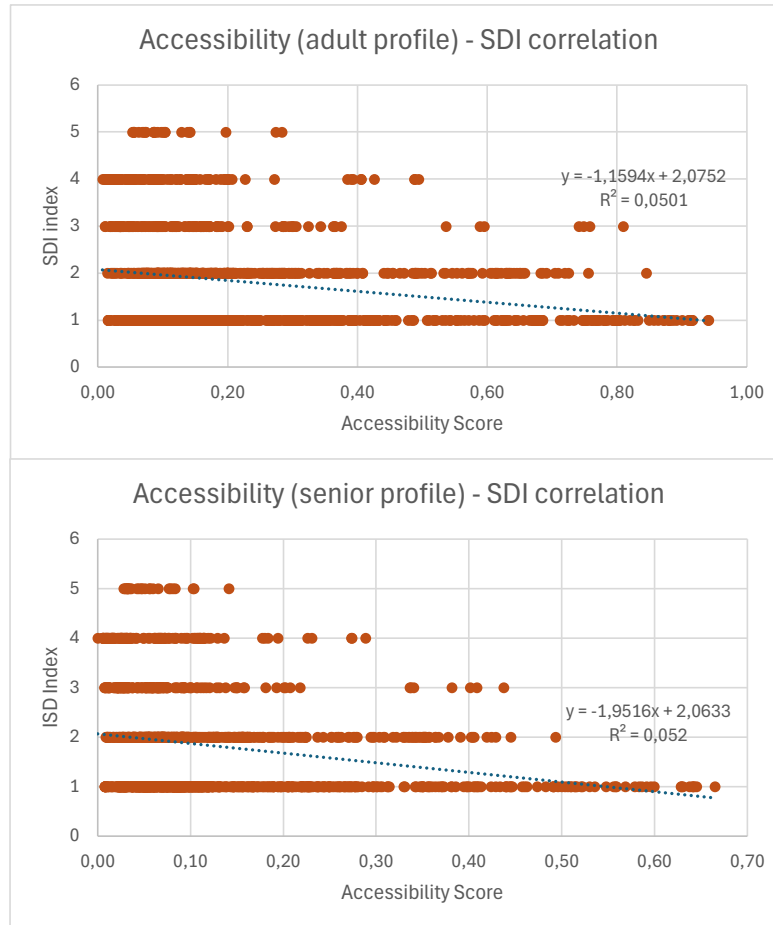 Accessibility (adult profile) - SDI correlation
6
5
4
3
2
1
0
SDI index
y = -1,1594x + 2,0752
R² = 0,0501
0,00 0,20 0,40 0,60 0,80 1,00
Accessibility Score
Accessibility (senior profile) - SDI correlation
6
5
4
3
2
1
0
ISD Index
y = -1,9516x + 2,0633
R² = 0,052
0,00 0,10 0,20 0,30 0,40 0,50 0,60 0,70
Accessibility Score